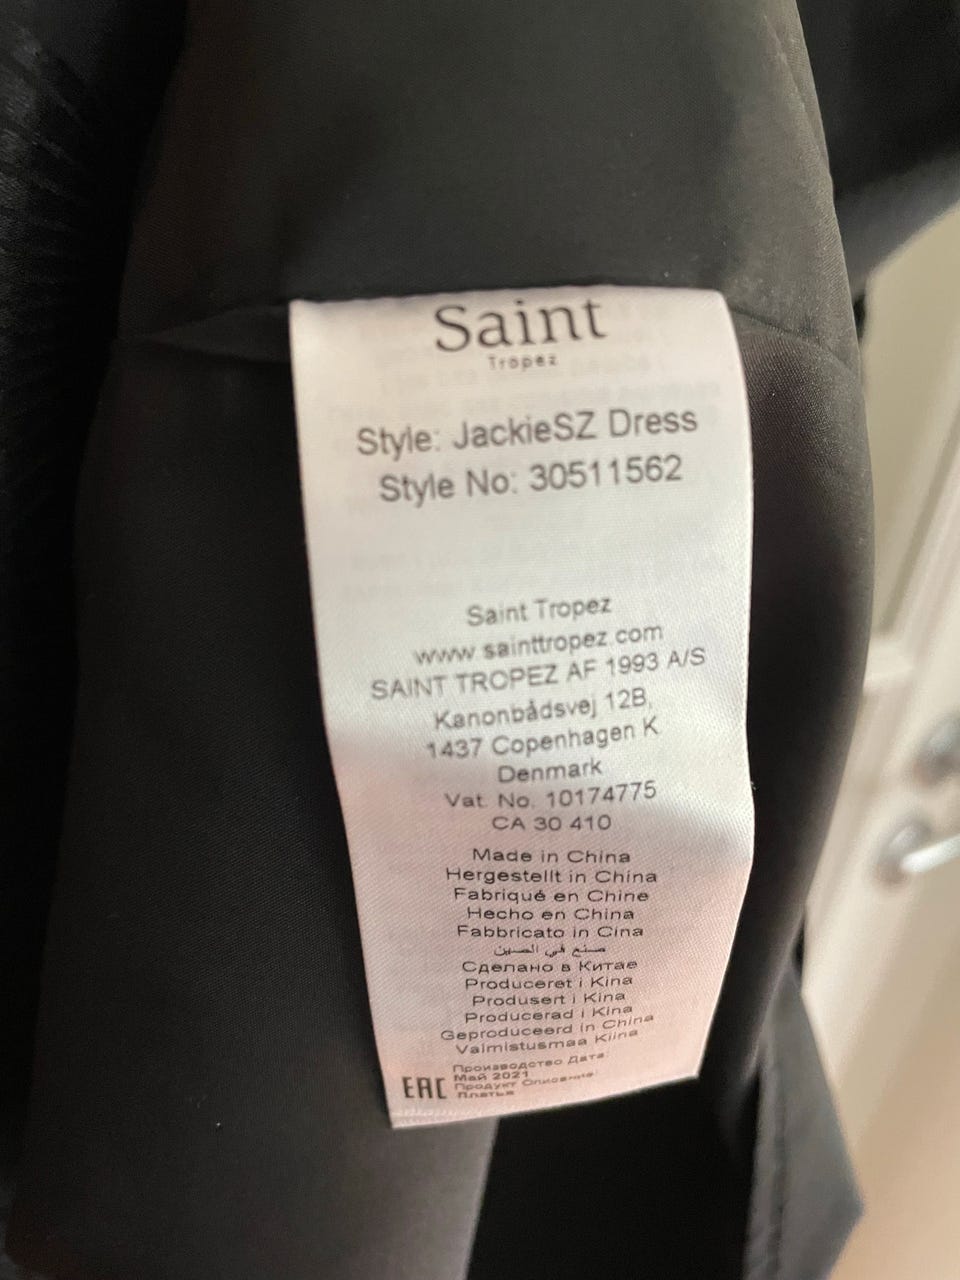 Saint
Tropez
Style: JackieSZ Dress
Style No: 30511562
Saint Tropez
www.sainttropez.com
SAINT TROPEZ AF 1993 A/S
Kanonbådsvej 12B,
1437 Copenhagen K
Denmark
Vat. No. 10174775
CA 30 410
Made in China
Hergestellt in China
Fabriqué en Chine
Hecho en China
Fabbricato in Cina
صنع في الصين
Сделано в Китае
Produceret i Kina
Produsert i Kina
Producerad i Kina
Geproduceerd in China
Valmistusmaa Kiina
Производство Дата:
Май 2021
EAC Продукт Описание:
Платья